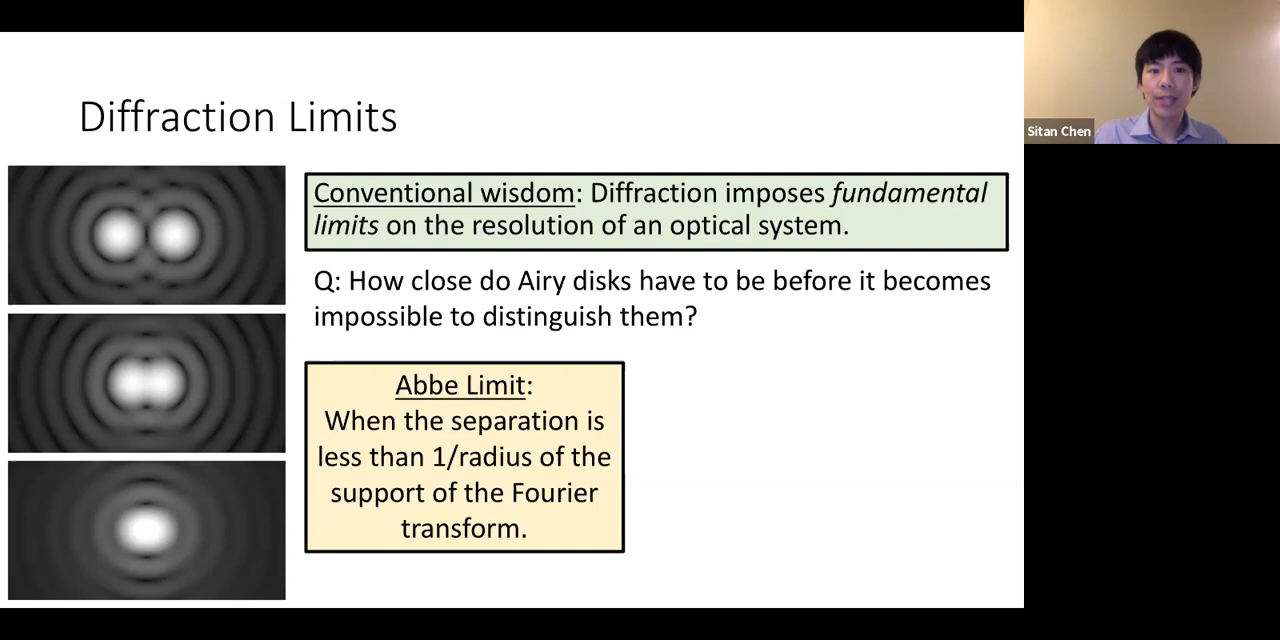 Diffraction Limits
Conventional wisdom: Diffraction imposes fundamental
limits on the resolution of an optical system.
Q: How close do Airy disks have to be before it becomes
impossible to distinguish them?
Abbe Limit:
When the separation is
less than 1/radius of the
support of the Fourier
transform.
Sitan Chen